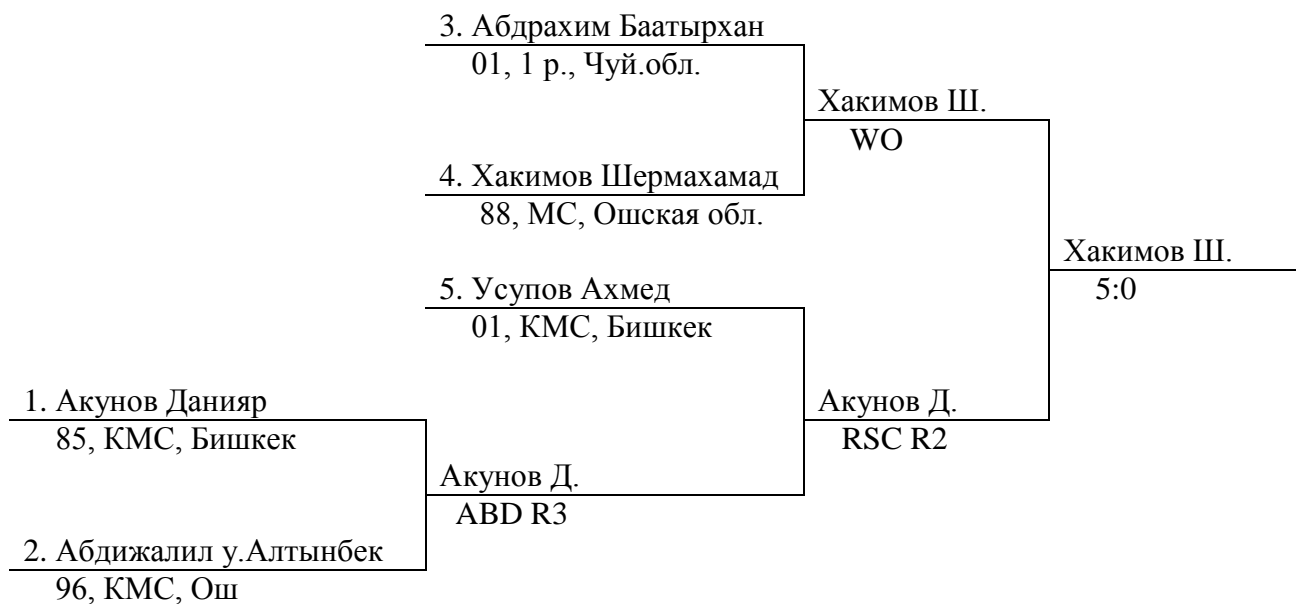 3. Абдрахим Баатырхан
01, 1 р., Чуй.обл.
Хакимов Ш.
WO
4. Хакимов Шермахамад
88, МС, Ошская обл.
Хакимов Ш.
5:0
5. Усупов Ахмед
01, КМС, Бишкек
1. Акунов Данияр
85, КМС, Бишкек
Акунов Д.
RSC R2
Акунов Д.
ABD R3
2. Абдижалил у.Алтынбек
96, КМС, Ош